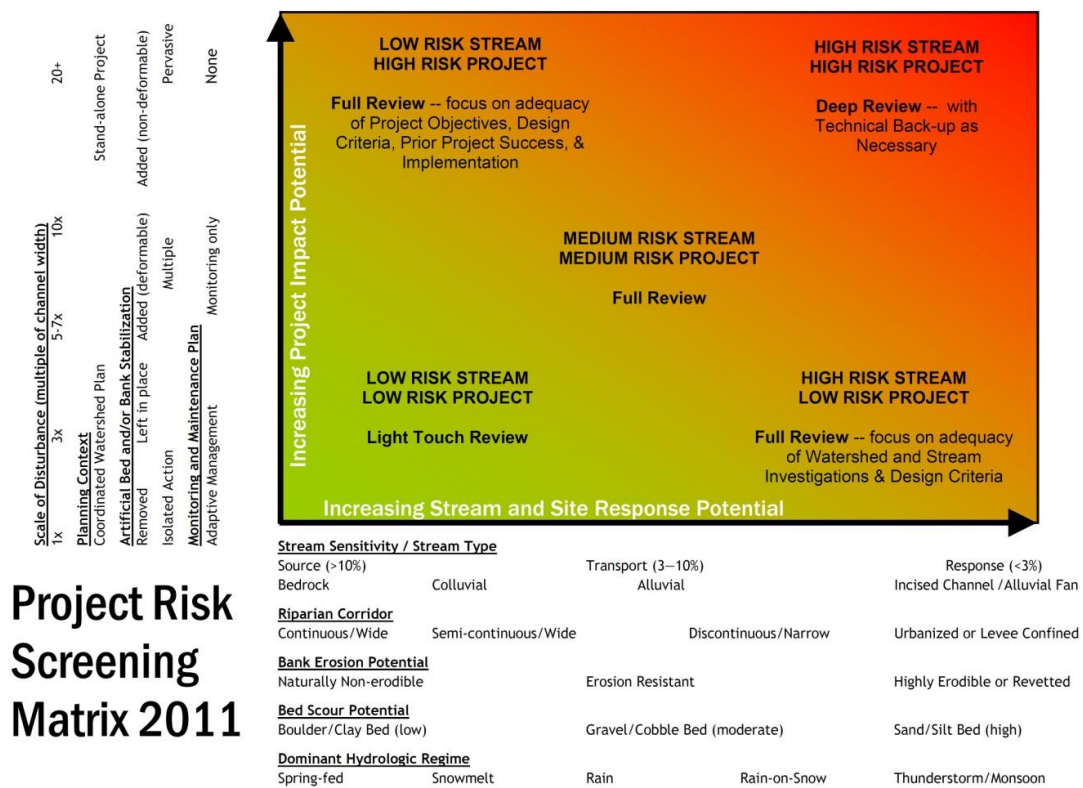 LOW RISK STREAM
HIGH RISK PROJECT
Full Review -- focus on adequacy
of Project Objectives, Design
Criteria, Prior Project Success, &
Implementation
HIGH RISK STREAM
HIGH RISK PROJECT
Deep Review -- with
Technical Back-up as
Necessary
MEDIUM RISK STREAM
MEDIUM RISK PROJECT
Full Review
LOW RISK STREAM
LOW RISK PROJECT
Light Touch Review
HIGH RISK STREAM
LOW RISK PROJECT
Full Review -- focus on adequacy
of Watershed and Stream
Investigations & Design Criteria
Increasing Project Impact Potential
Increasing Stream and Site Response Potential
Scale of Disturbance (multiple of channel width)
1x 3x 5-7x 10x 20+
Planning Context
Coordinated Watershed Plan Stand-alone Project
Artificial Bed and/or Bank Stabilization
Removed Left in place Added (deformable) Added (non-deformable)
Isolated Action Multiple Pervasive
Monitoring and Maintenance Plan
Adaptive Management Monitoring only None
Project Risk
Screening
Matrix 2011
Stream Sensitivity / Stream Type
Source (>10%) Transport (3—10%) Response (<3%)
Bedrock Colluvial Alluvial Incised Channel /Alluvial Fan
Riparian Corridor
Continuous/Wide Semi-continuous/Wide Discontinuous/Narrow Urbanized or Levee Confined
Bank Erosion Potential
Naturally Non-erodible Erosion Resistant Highly Erodible or Revetted
Bed Scour Potential
Boulder/Clay Bed (low) Gravel/Cobble Bed (moderate) Sand/Silt Bed (high)
Dominant Hydrologic Regime
Spring-fed Snowmelt Rain Rain-on-Snow Thunderstorm/Monsoon